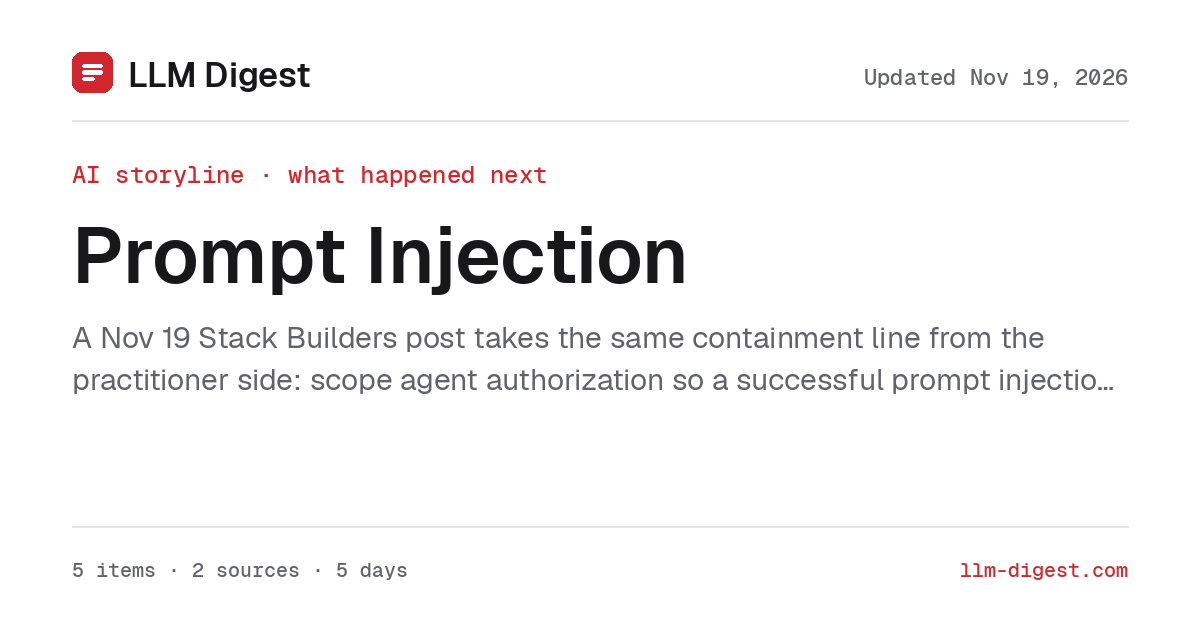 LLM Digest
Updated Nov 19, 2026
AI storyline · what happened next
Prompt Injection
A Nov 19 Stack Builders post takes the same containment line from the
practitioner side: scope agent authorization so a successful prompt injectio…
5 items · 2 sources · 5 days
llm-digest.com